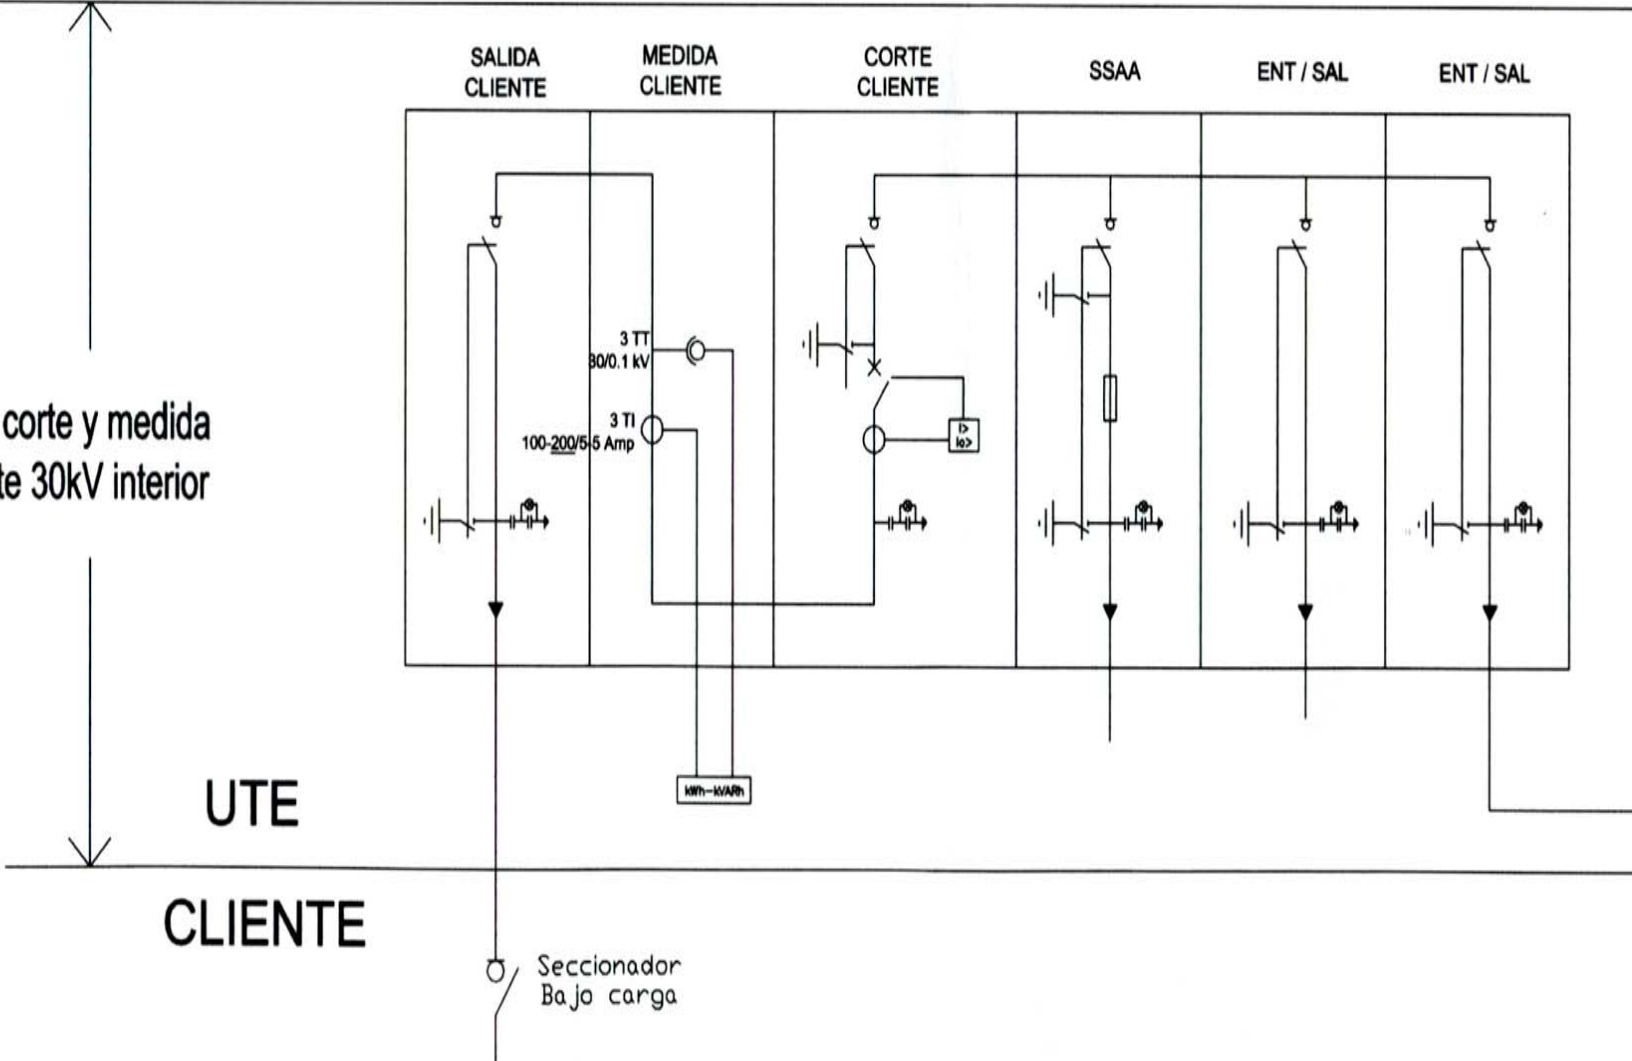 SALIDA
CLIENTE
MEDIDA
CLIENTE
CORTE
CLIENTE
SSAA
ENT / SAL
ENT / SAL
3 TT
30/0.1 kV
3 TI
100-200/5-5 Amp
I>
Io>
corte y medida
te 30kV interior
kWh-kVARh
UTE
CLIENTE
Seccionador
Bajo carga